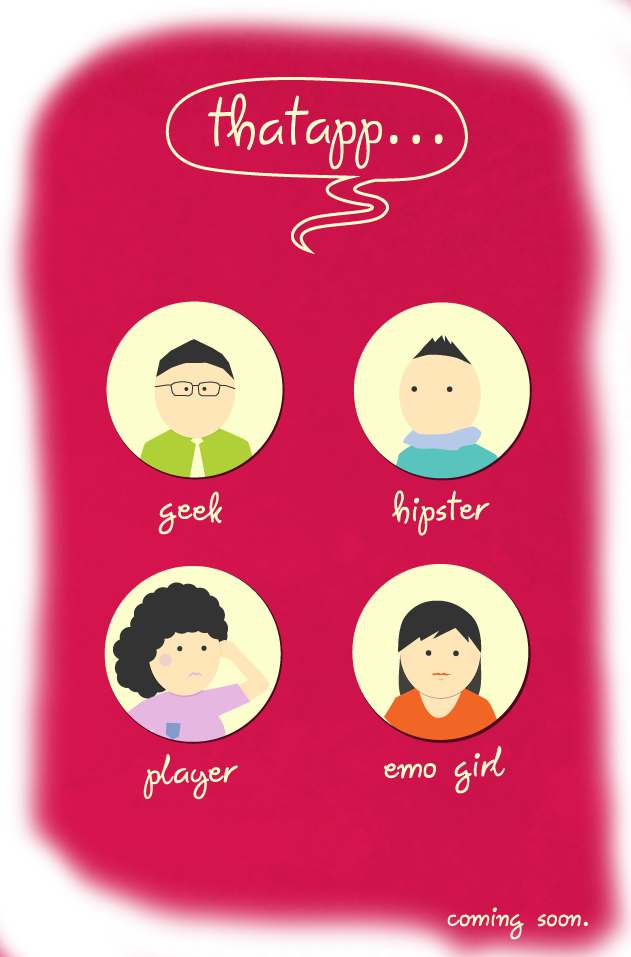 thatapp...
geek
hipster
player
emo girl
coming soon.